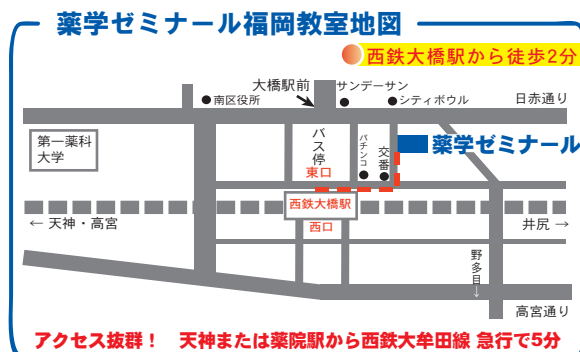 薬学ゼミナール福岡教室地図
西鉄大橋駅から徒歩2分
大橋駅前
サンデーサン
南区役所
シティボウル
日赤通り
第一薬科
大学
バス停
パチンコ
交番
薬学ゼミナール
東口
西鉄大橋駅
西口
← 天神・高宮
井尻 →
野多目→
高宮通り
アクセス抜群！ 天神または薬院駅から西鉄大牟田線 急行で5分